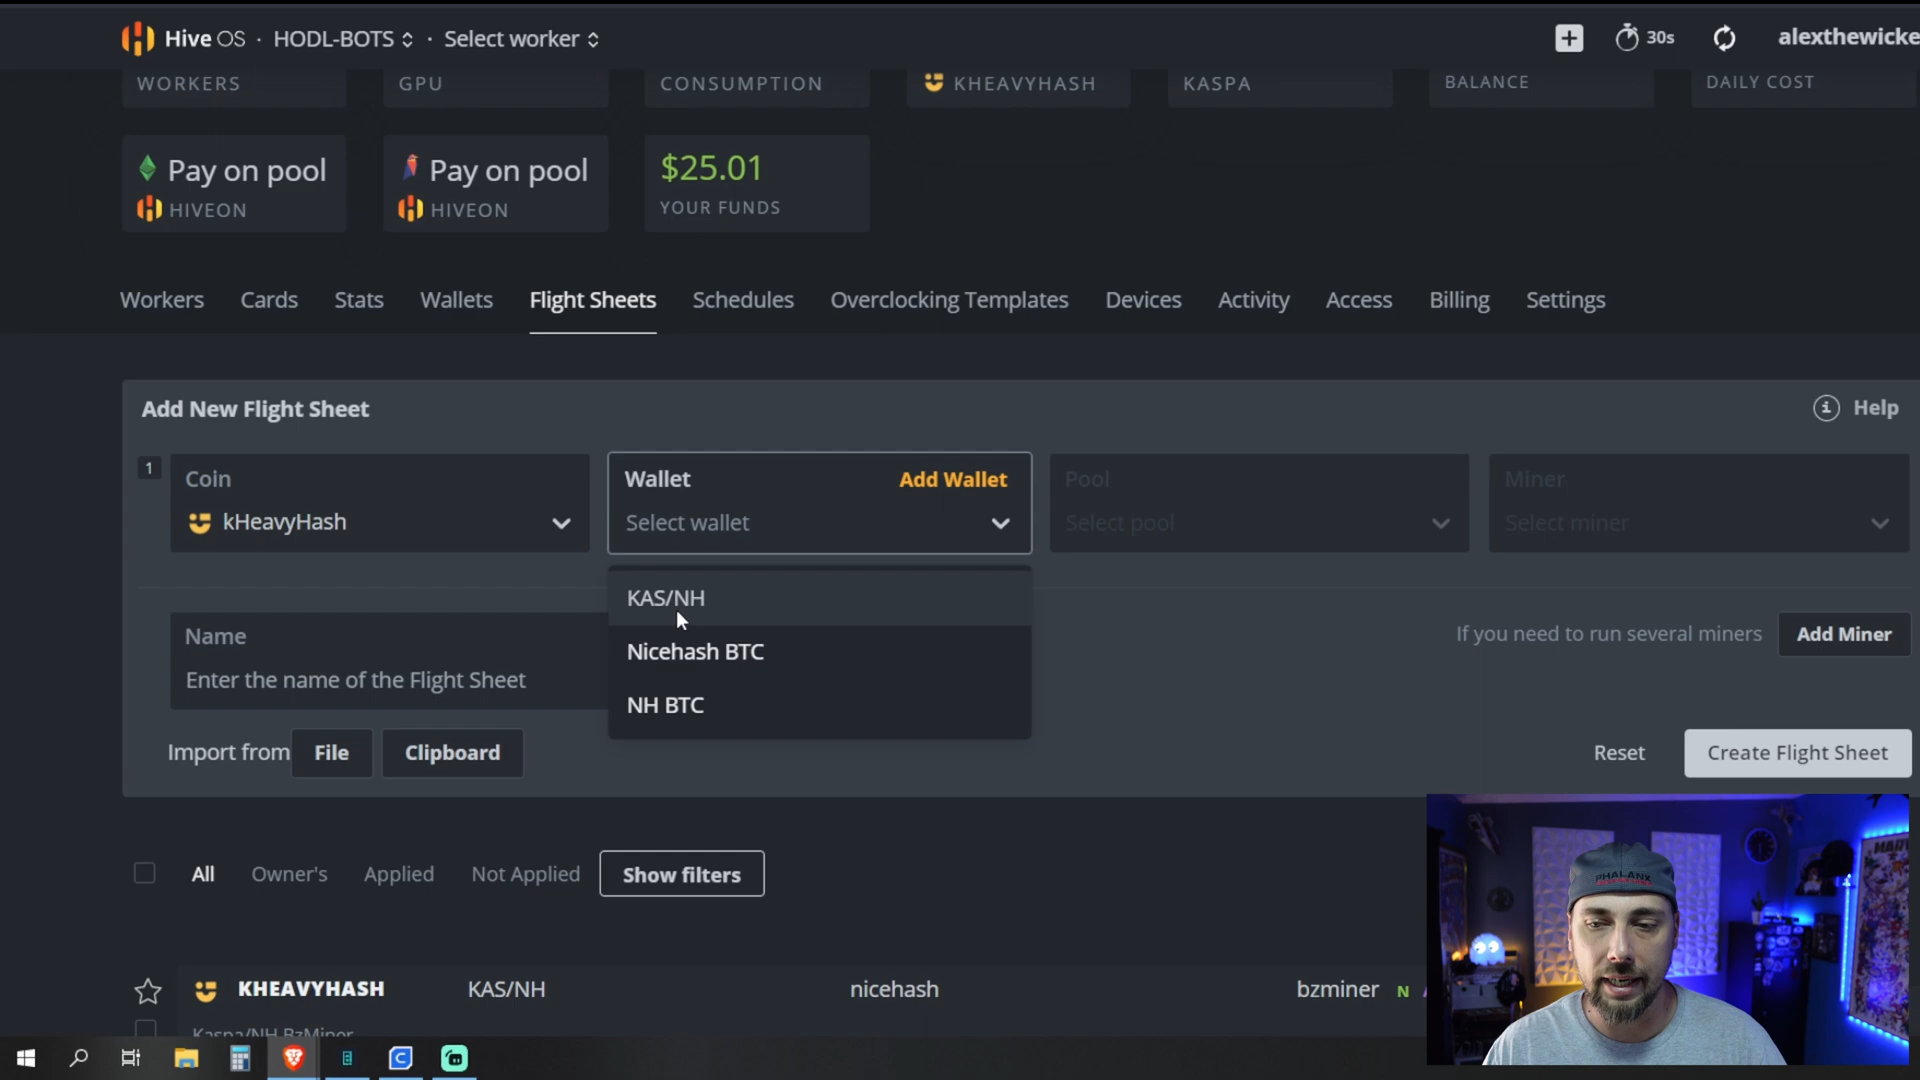 Hive OS · HODL-BOTS · Select worker
30s
alexthewicke
WORKERS
GPU
CONSUMPTION
KHEAVYHASH
KASPA
BALANCE
DAILY COST
Pay on pool
HIVEON
Pay on pool
HIVEON
$25.01
YOUR FUNDS
Workers
Cards
Stats
Wallets
Flight Sheets
Schedules
Overclocking Templates
Devices
Activity
Access
Billing
Settings
Add New Flight Sheet
Help
1
Coin
kHeavyHash
Wallet
Add Wallet
Select wallet
Pool
Select pool
Miner
Select miner
KAS/NH
Nicehash BTC
NH BTC
Name
Enter the name of the Flight Sheet
If you need to run several miners
Add Miner
Import from
File
Clipboard
Reset
Create Flight Sheet
All
Owner's
Applied
Not Applied
Show filters
KHEAVYHASH
KAS/NH
nicehash
bzminer
N
Kaspa/NH BzMiner
PHALANX